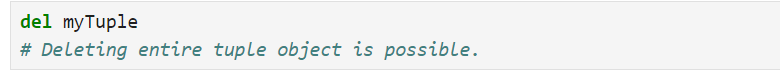 del myTuple
# Deleting entire tuple object is possible.